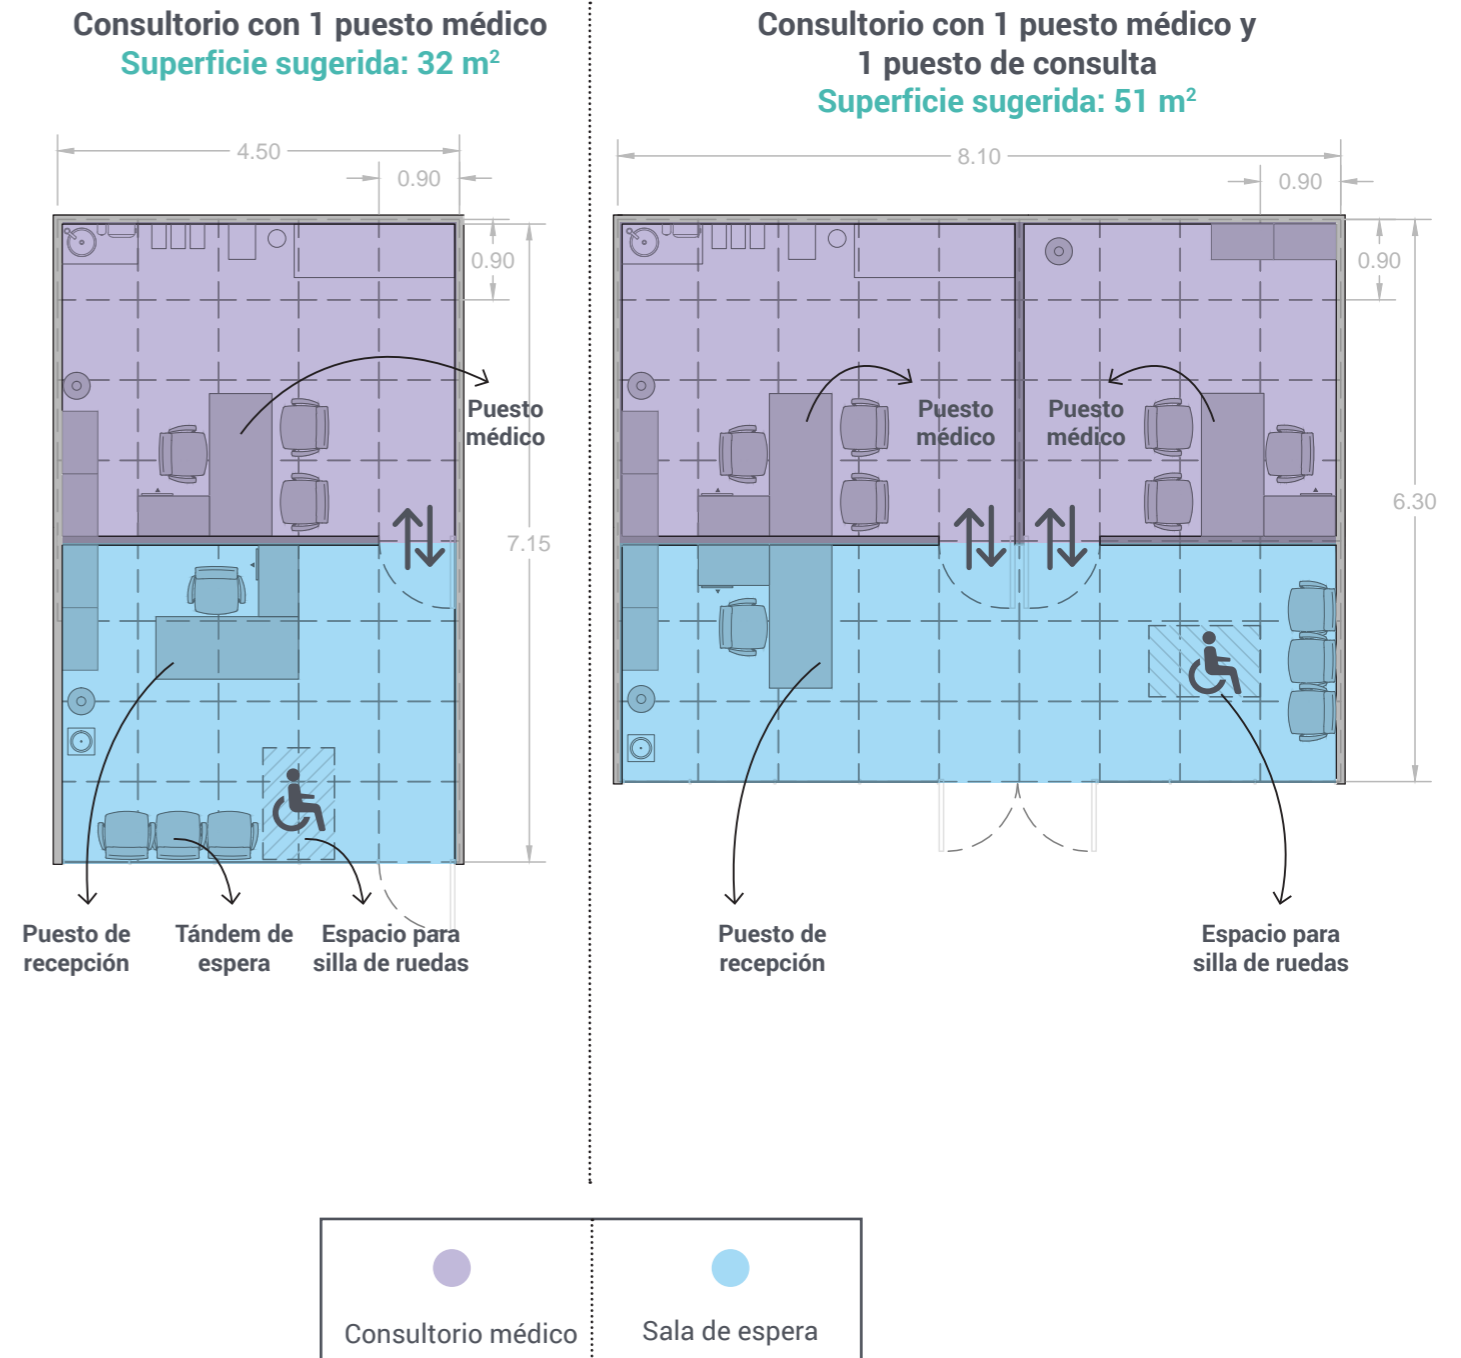 Consultorio con 1 puesto médico
Superficie sugerida: 32 m²
4.50
0.90
0.90
Puesto
médico
7.15
Puesto de
recepción
Tándem de
espera
Espacio para
silla de ruedas
Consultorio con 1 puesto médico y
1 puesto de consulta
Superficie sugerida: 51 m²
8.10
0.90
0.90
Puesto
médico
Puesto
médico
6.30
Puesto de
recepción
Espacio para
silla de ruedas
Consultorio médico
Sala de espera